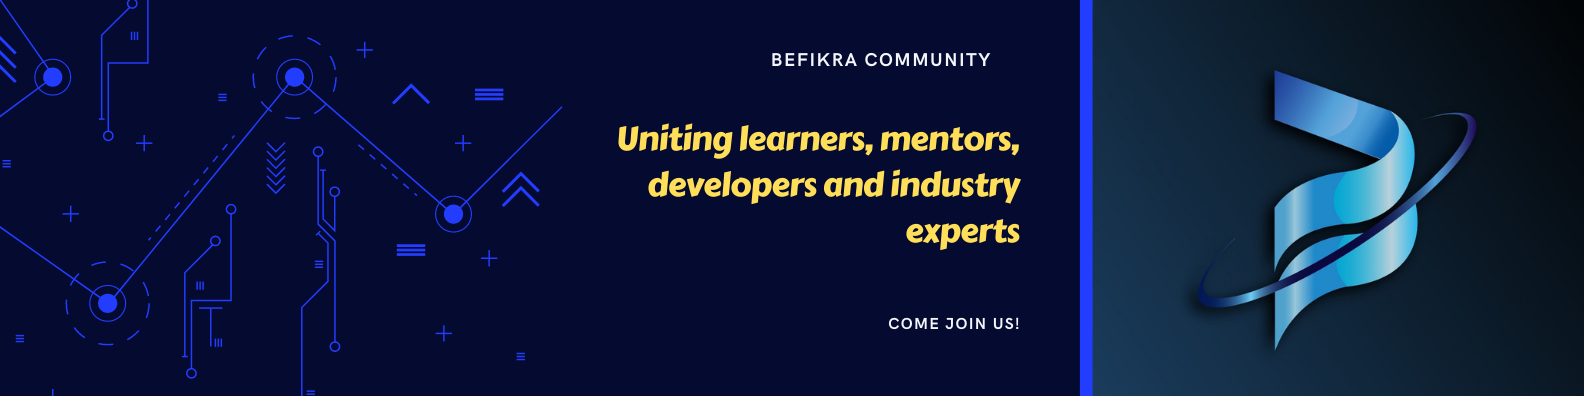 BEFIKRA COMMUNITY
Uniting learners, mentors,
developers and industry
experts
COME JOIN US!